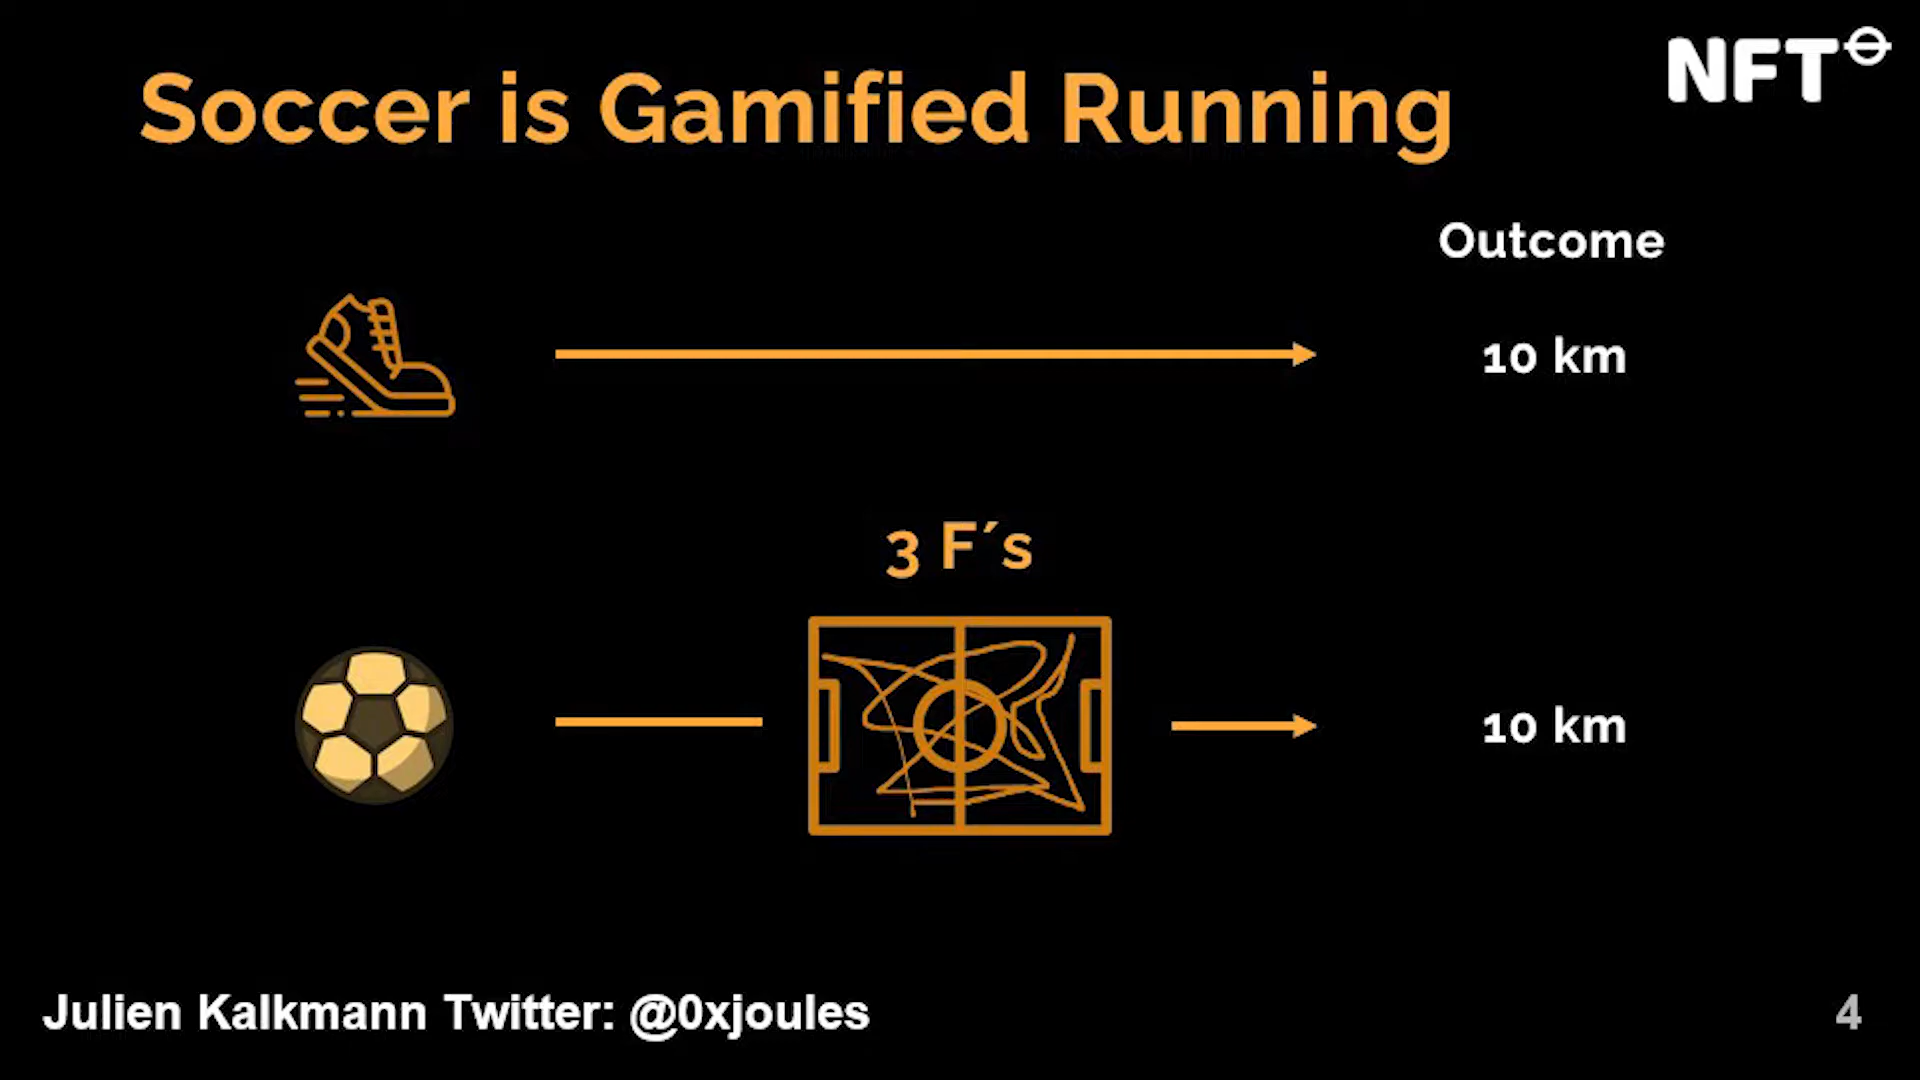 Soccer is Gamified Running
NFT
Outcome
10 km
3 F´s
10 km
Julien Kalkmann Twitter: @0xjoules
4